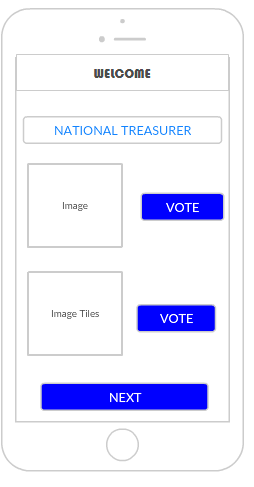 WELCOME
NATIONAL TREASURER
Image
VOTE
Image Tiles
VOTE
NEXT